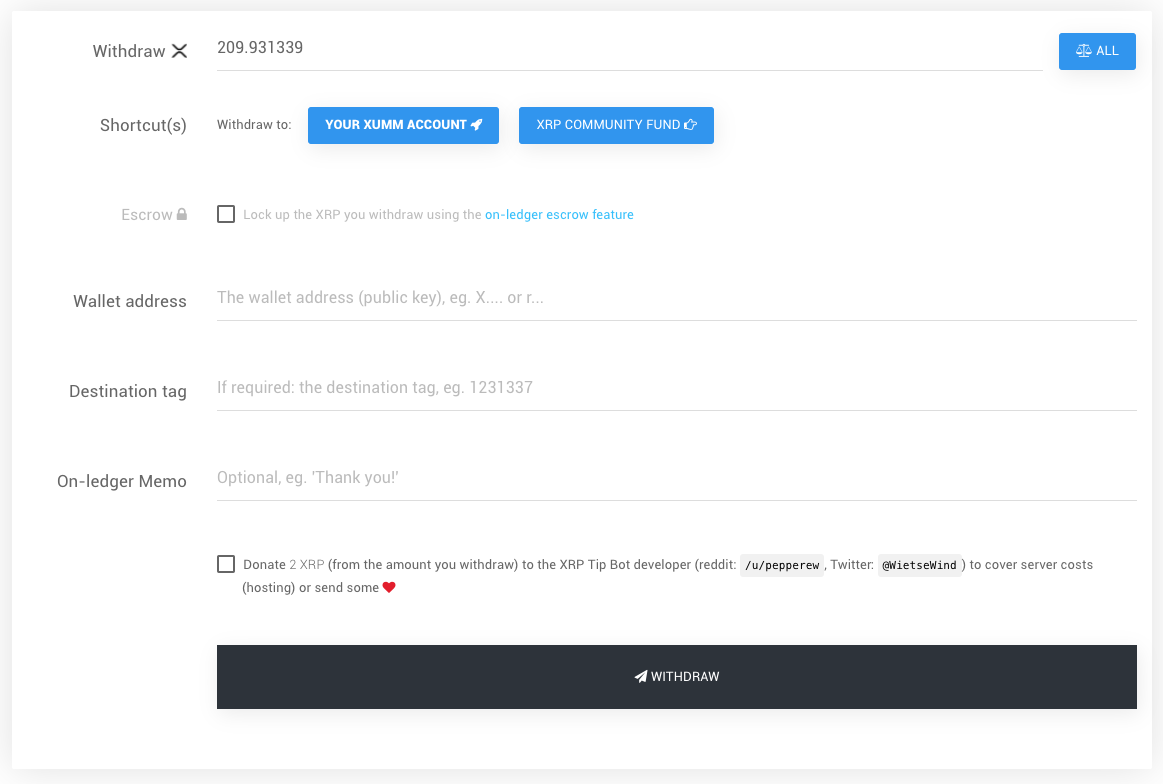 Withdraw 209.931339 ALL
Shortcut(s) Withdraw to: YOUR XUMM ACCOUNT XRP COMMUNITY FUND
Escrow Lock up the XRP you withdraw using the on-ledger escrow feature
Wallet address The wallet address (public key), eg. X.... or r...
Destination tag If required: the destination tag, eg. 1231337
On-ledger Memo Optional, eg. 'Thank you!'
Donate 2 XRP (from the amount you withdraw) to the XRP Tip Bot developer (reddit: /u/pepperew, Twitter: @WietseWind) to cover server costs
(hosting) or send some
WITHDRAW